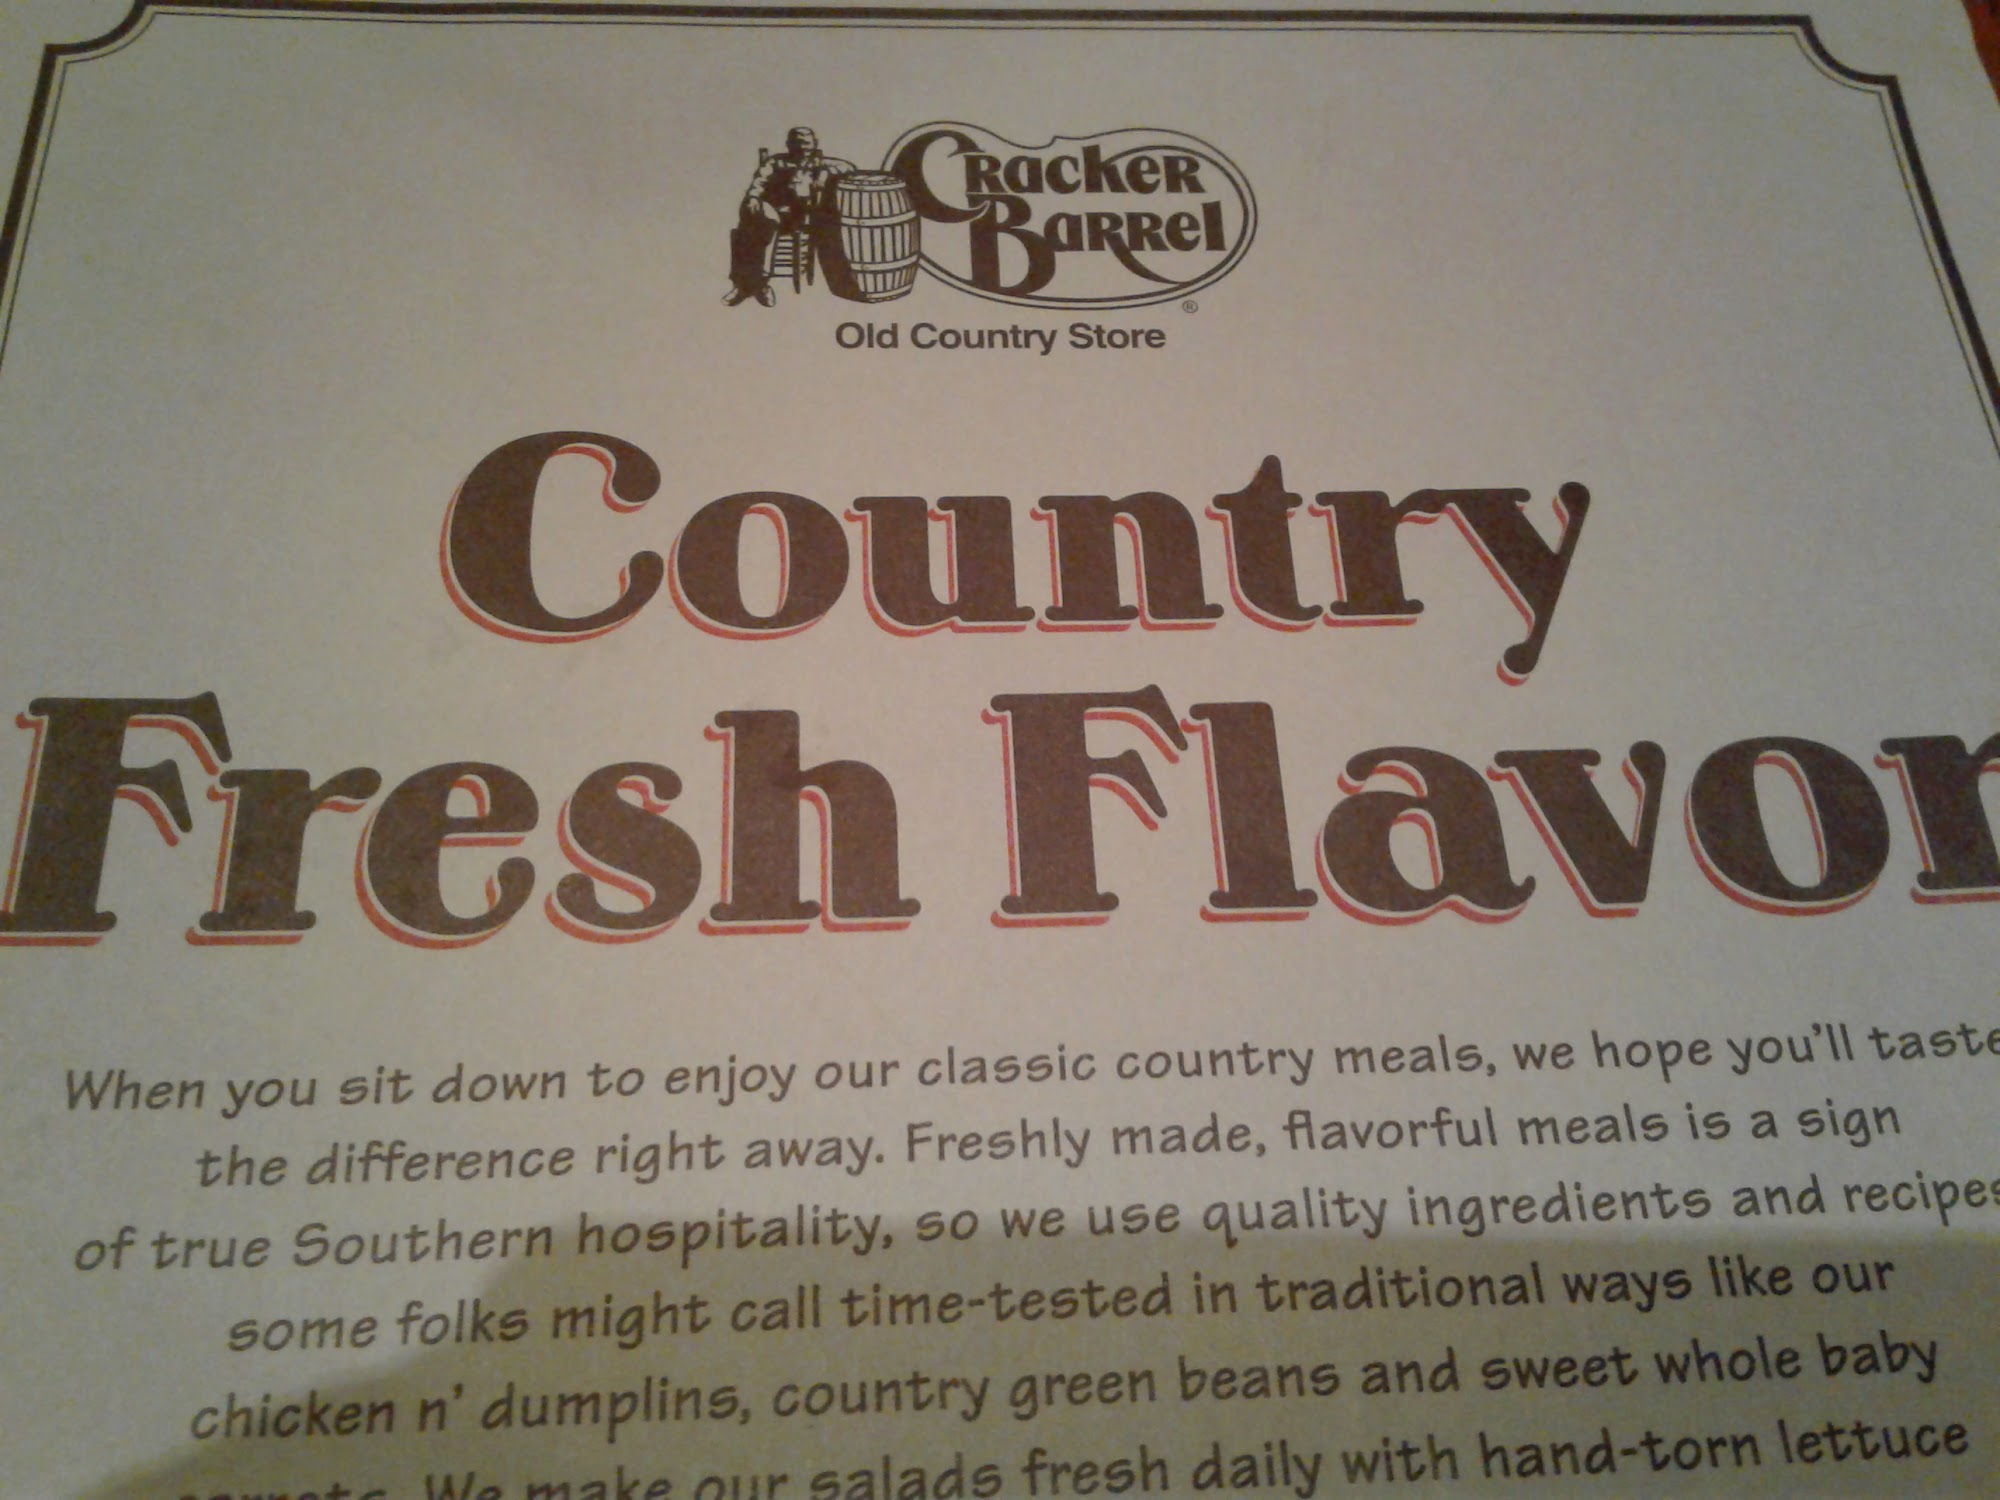 Cracker
Barrel
®
Old Country Store
Country
Fresh Flavor
When you sit down to enjoy our classic country meals, we hope you'll taste
the difference right away. Freshly made, flavorful meals is a sign
of true Southern hospitality, so we use quality ingredients and recipes
some folks might call time-tested in traditional ways like our
chicken n' dumplins, country green beans and sweet whole baby
carrots. We make our salads fresh daily with hand-torn lettuce